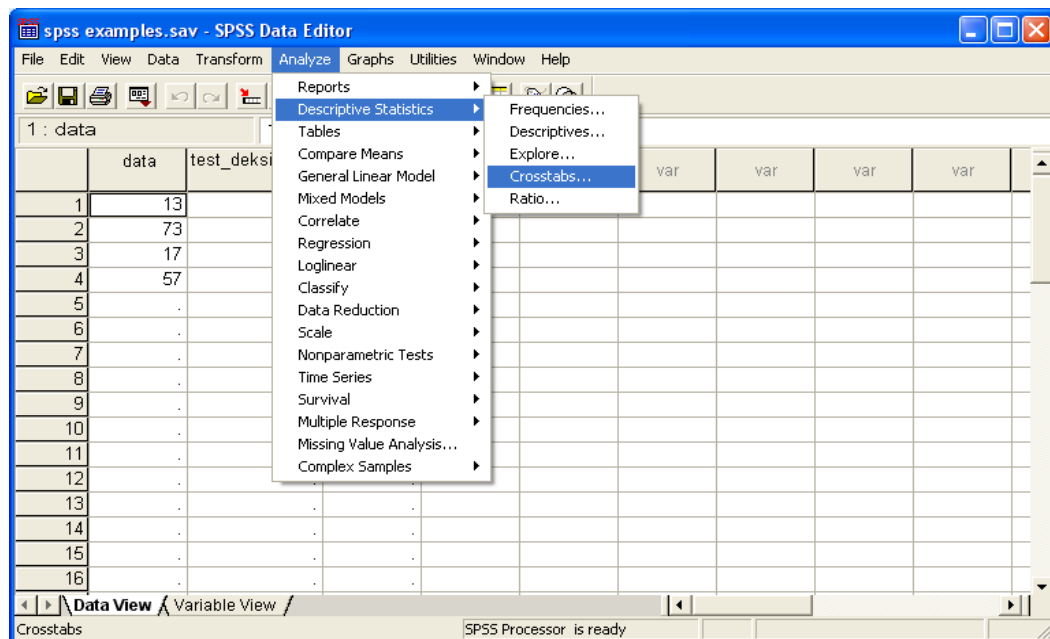 spss examples.sav - SPSS Data Editor
File Edit View Data Transform Analyze Graphs Utilities Window Help
1 : data
data test_deksi var var var var
Reports
Descriptive Statistics
Tables
Compare Means
General Linear Model
Mixed Models
Correlate
Regression
Loglinear
Classify
Data Reduction
Scale
Nonparametric Tests
Time Series
Survival
Multiple Response
Missing Value Analysis...
Complex Samples
Frequencies...
Descriptives...
Explore...
Crosstabs...
Ratio...
1 13
2 73
3 17
4 57
5 .
6 .
7 .
8 .
9 .
10 .
11 .
12 . . .
13 . . .
14 . . .
15 . . .
16 . . .
Data View Variable View
Crosstabs SPSS Processor is ready